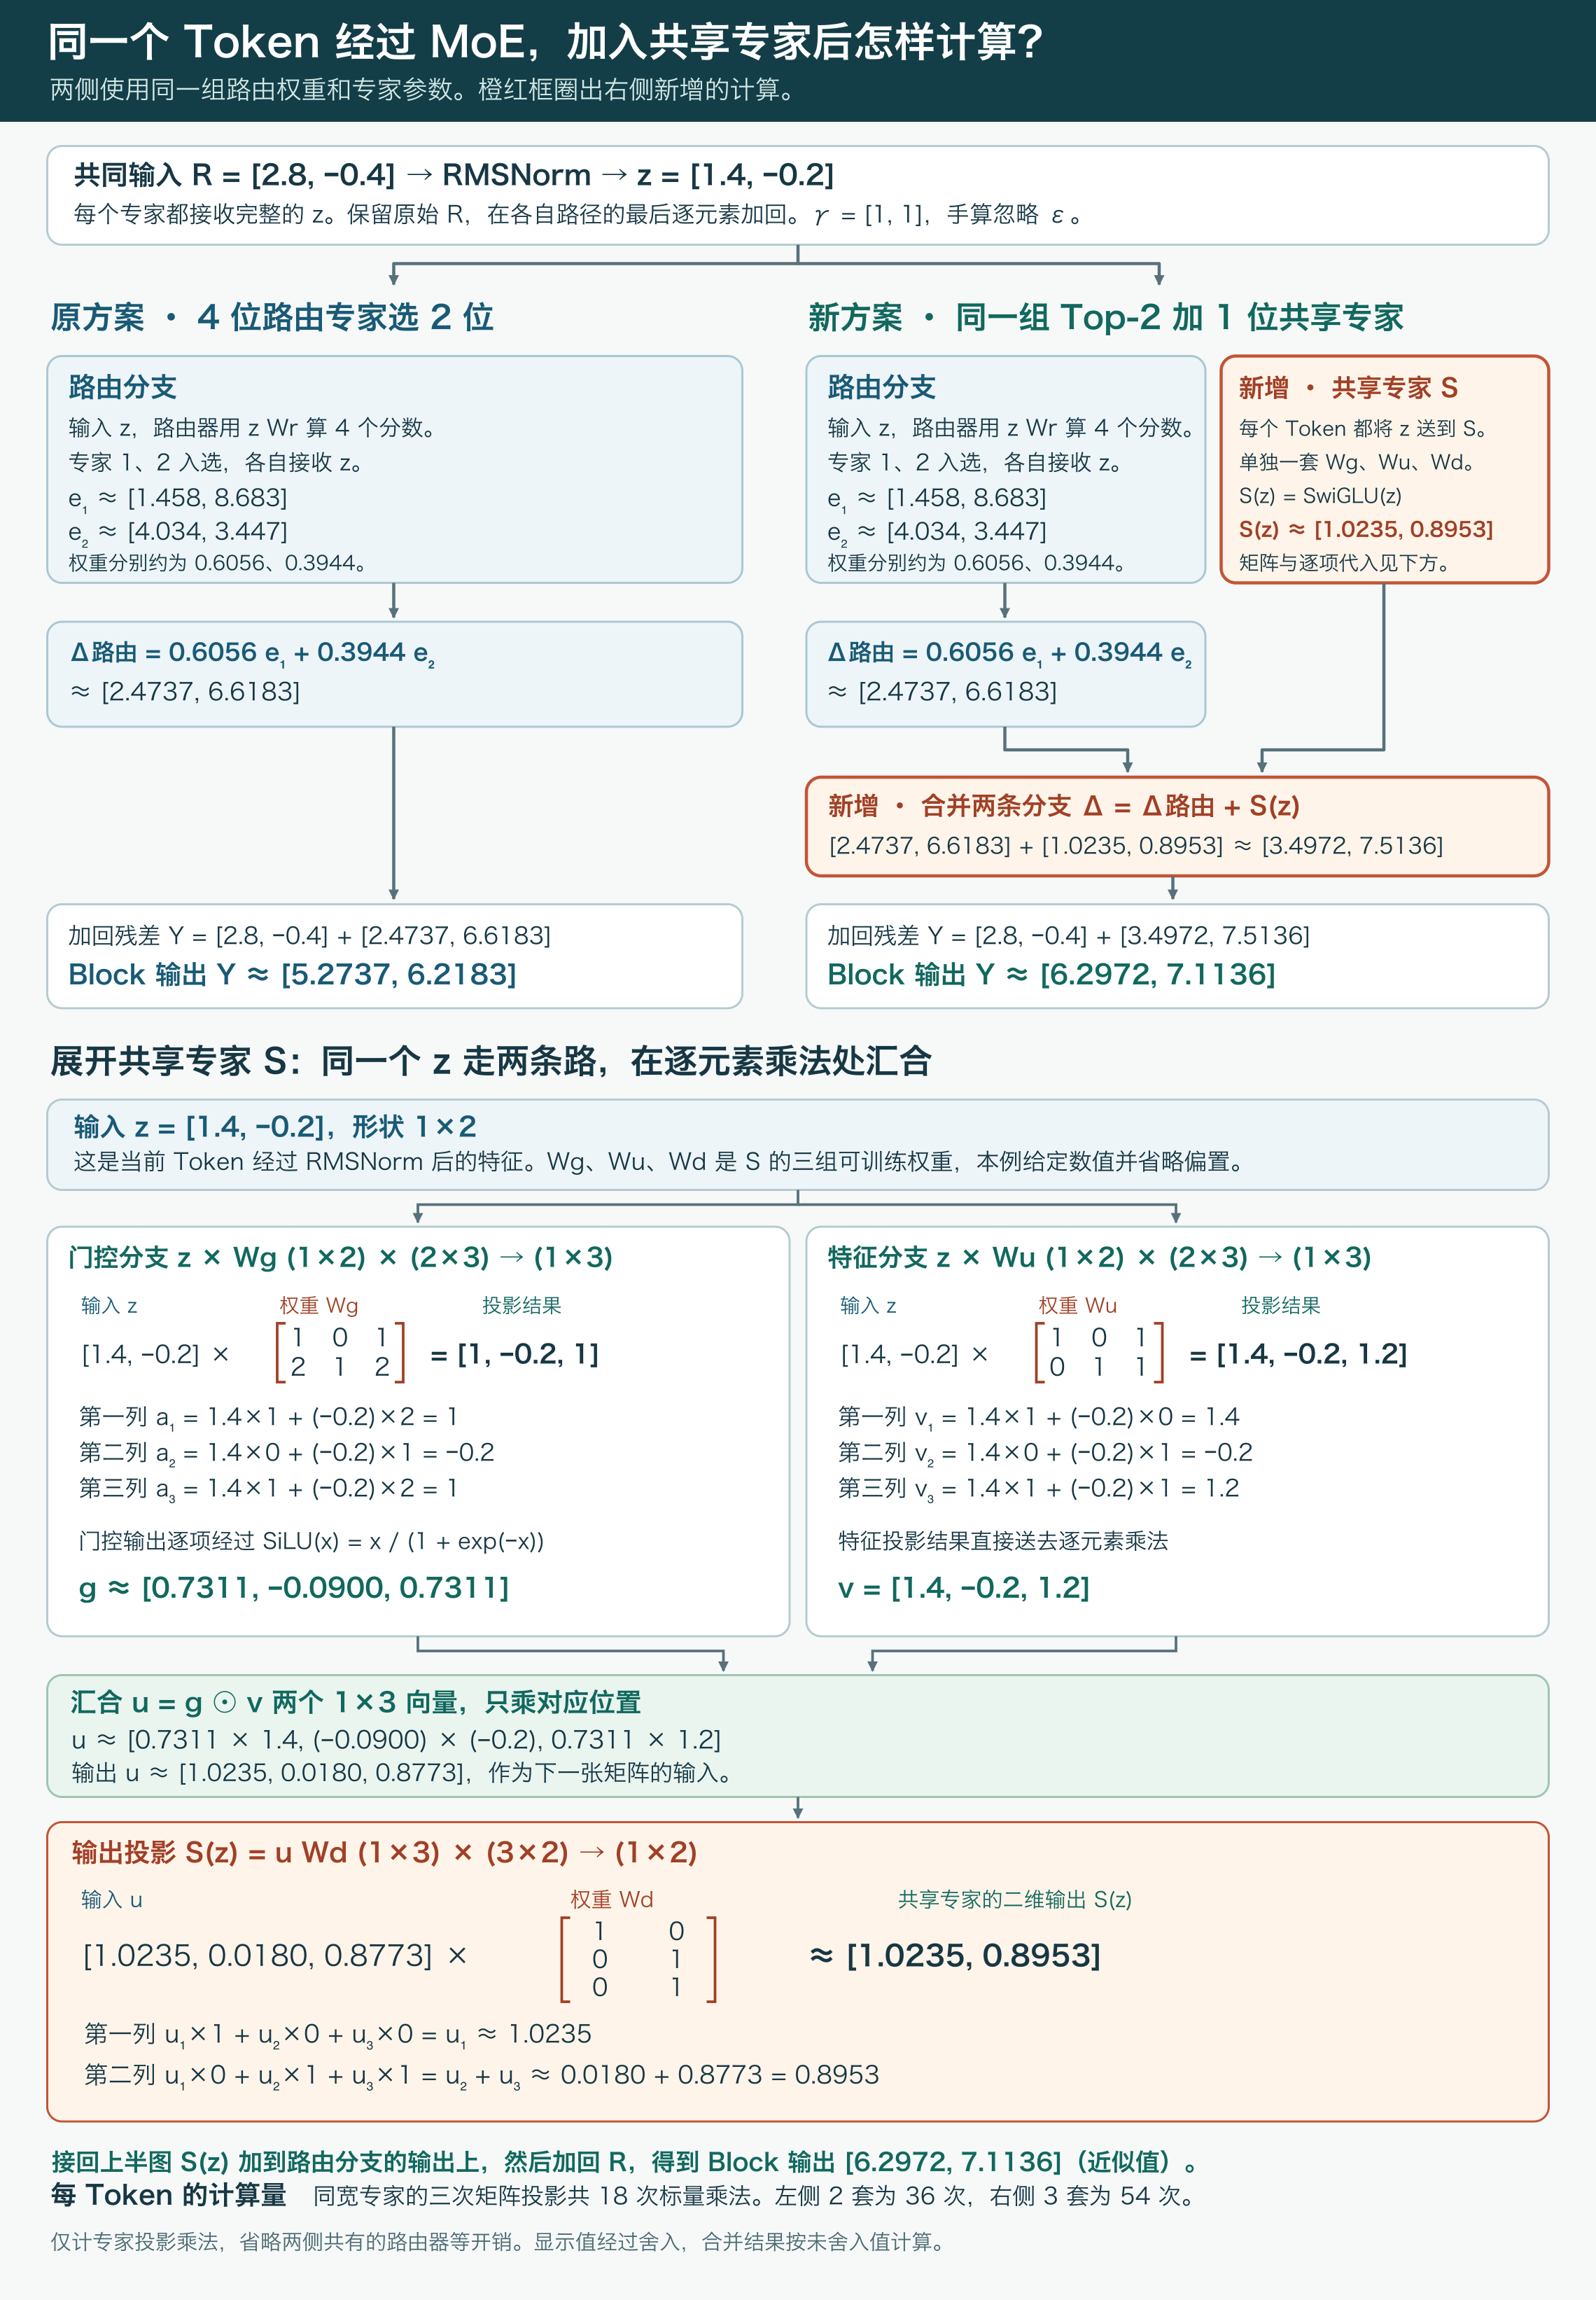 同一个 Token 经过 MoE，加入共享专家后怎样计算？
两侧使用同一组路由权重和专家参数。橙红框圈出右侧新增的计算。
共同输入 R = [2.8, −0.4] → RMSNorm → z = [1.4, −0.2]
每个专家都接收完整的 z。保留原始 R，在各自路径的最后逐元素加回。γ = [1, 1]，手算忽略 ε 。
原方案 · 4 位路由专家选 2 位
路由分支
输入 z，路由器用 z Wr 算 4 个分数。
专家 1、2 入选，各自接收 z。
e₁ ≈ [1.458, 8.683]
e₂ ≈ [4.034, 3.447]
权重分别约为 0.6056、0.3944。
Δ路由 = 0.6056 e₁ + 0.3944 e₂
≈ [2.4737, 6.6183]
加回残差 Y = [2.8, −0.4] + [2.4737, 6.6183]
Block 输出 Y ≈ [5.2737, 6.2183]
新方案 · 同一组 Top-2 加 1 位共享专家
路由分支
输入 z，路由器用 z Wr 算 4 个分数。
专家 1、2 入选，各自接收 z。
e₁ ≈ [1.458, 8.683]
e₂ ≈ [4.034, 3.447]
权重分别约为 0.6056、0.3944。
新增 · 共享专家 S
每个 Token 都将 z 送到 S。
单独一套 Wg、Wu、Wd。
S(z) = SwiGLU(z)
S(z) ≈ [1.0235, 0.8953]
矩阵与逐项代入见下方。
Δ路由 = 0.6056 e₁ + 0.3944 e₂
≈ [2.4737, 6.6183]
新增 · 合并两条分支 Δ = Δ路由 + S(z)
[2.4737, 6.6183] + [1.0235, 0.8953] ≈ [3.4972, 7.5136]
加回残差 Y = [2.8, −0.4] + [3.4972, 7.5136]
Block 输出 Y ≈ [6.2972, 7.1136]
展开共享专家 S：同一个 z 走两条路，在逐元素乘法处汇合
输入 z = [1.4, −0.2]，形状 1×2
这是当前 Token 经过 RMSNorm 后的特征。Wg、Wu、Wd 是 S 的三组可训练权重，本例给定数值并省略偏置。
门控分支 z × Wg (1×2) × (2×3) → (1×3)
输入 z 权重 Wg 投影结果
1 0 1
[1.4, −0.2] × = [1, −0.2, 1]
2 1 2
第一列 a₁ = 1.4×1 + (−0.2)×2 = 1
第二列 a₂ = 1.4×0 + (−0.2)×1 = −0.2
第三列 a₃ = 1.4×1 + (−0.2)×2 = 1
门控输出逐项经过 SiLU(x) = x / (1 + exp(−x))
g ≈ [0.7311, −0.0900, 0.7311]
特征分支 z × Wu (1×2) × (2×3) → (1×3)
输入 z 权重 Wu 投影结果
1 0 1
[1.4, −0.2] × = [1.4, −0.2, 1.2]
0 1 1
第一列 v₁ = 1.4×1 + (−0.2)×0 = 1.4
第二列 v₂ = 1.4×0 + (−0.2)×1 = −0.2
第三列 v₃ = 1.4×1 + (−0.2)×1 = 1.2
特征投影结果直接送去逐元素乘法
v = [1.4, −0.2, 1.2]
汇合 u = g ⊙ v 两个 1×3 向量，只乘对应位置
u ≈ [0.7311 × 1.4, (−0.0900) × (−0.2), 0.7311 × 1.2]
输出 u ≈ [1.0235, 0.0180, 0.8773]，作为下一张矩阵的输入。
输出投影 S(z) = u Wd (1×3) × (3×2) → (1×2)
输入 u 权重 Wd 共享专家的二维输出 S(z)
1 0
[1.0235, 0.0180, 0.8773] × 0 1 ≈ [1.0235, 0.8953]
0 1
第一列 u₁×1 + u₂×0 + u₃×0 = u₁ ≈ 1.0235
第二列 u₁×0 + u₂×1 + u₃×1 = u₂ + u₃ ≈ 0.0180 + 0.8773 = 0.8953
接回上半图 S(z) 加到路由分支的输出上，然后加回 R，得到 Block 输出 [6.2972, 7.1136]（近似值）。
每 Token 的计算量 同宽专家的三次矩阵投影共 18 次标量乘法。左侧 2 套为 36 次，右侧 3 套为 54 次。
仅计专家投影乘法，省略两侧共有的路由器等开销。显示值经过舍入，合并结果按未舍入值计算。